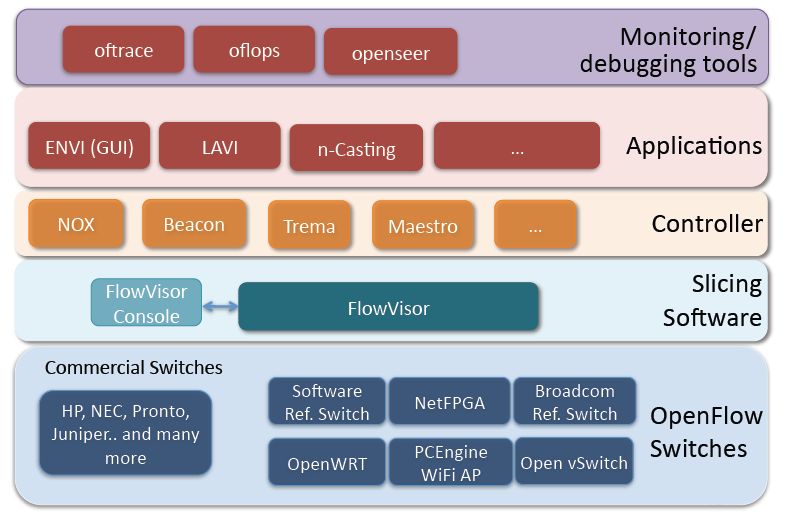 oftrace
oflops
openseer
Monitoring/
debugging tools
ENVI (GUI)
LAVI
n-Casting
...
Applications
NOX
Beacon
Trema
Maestro
...
Controller
FlowVisor
Console
FlowVisor
Slicing
Software
Commercial Switches
HP, NEC, Pronto,
Juniper.. and many
more
Software
Ref. Switch
NetFPGA
Broadcom
Ref. Switch
OpenWRT
PCEngine
WiFi AP
Open vSwitch
OpenFlow
Switches